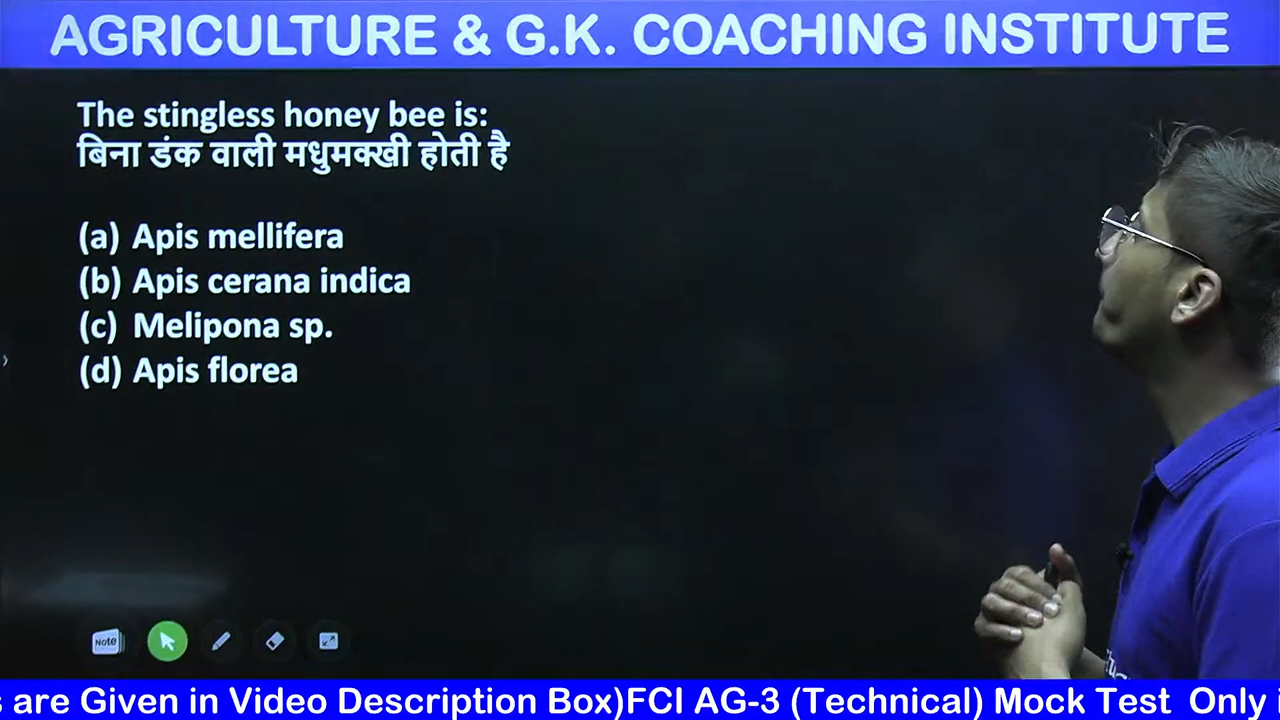 AGRICULTURE & G.K. COACHING INSTITUTE
The stingless honey bee is:
बिना डंक वाली मधुमक्खी होती है
(a) Apis mellifera
(b) Apis cerana indica
(c) Melipona sp.
(d) Apis florea
Note
are Given in Video Description Box)FCI AG-3 (Technical) Mock Test Only